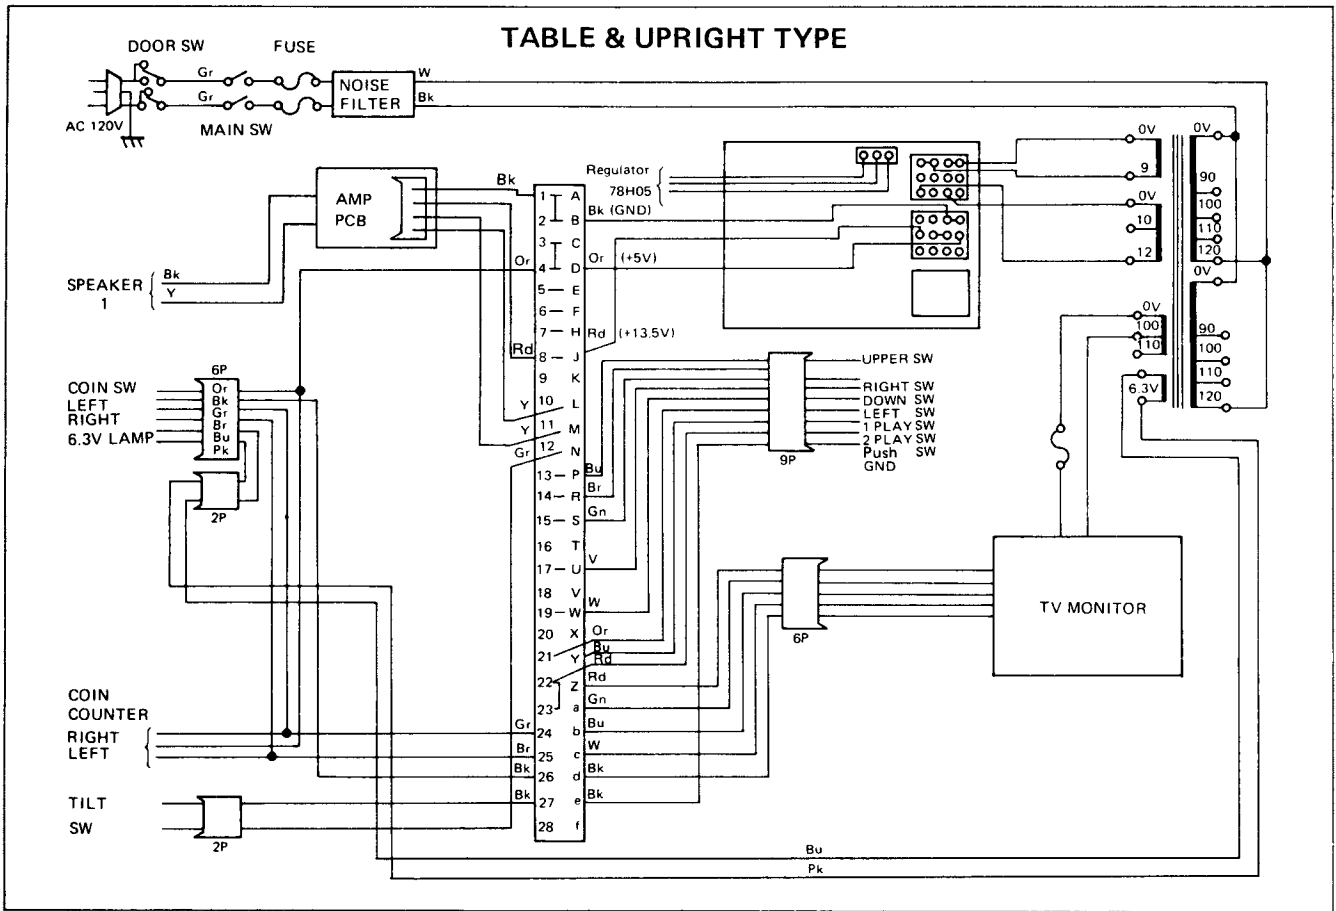 TABLE & UPRIGHT TYPE
DOOR SW
FUSE
Gr
Gr
NOISE
FILTER
W
Bk
AC 120V
MAIN SW
AMP
PCB
Bk
Regulator
78H05
Bk (GND)
Or (+5V)
Rd (+13.5V)
0V
9
0V
10
12
0V
90
100
110
120
0V
90
100
110
120
0V
100
110
6.3V
SPEAKER
1
Bk
Y
Or
Rd
Y
Y
Gr
6P
COIN SW
LEFT
RIGHT
6.3V LAMP
Or
Bk
Gr
Br
Bu
Pk
2P
1 A
2 B
3 C
4 D
5 E
6 F
7 H
8 J
9 K
10 L
11 M
12 N
13 P
14 R
15 S
16 T
17 U
18 V
19 W
20 X
21 Y
22 Z
23 a
24 b
25 c
26 d
27 e
28 f
Bu
Br
Gn
V
W
Or
Bu
Rd
Rd
Gn
Bu
W
Bk
Bk
UPPER SW
RIGHT SW
DOWN SW
LEFT SW
1 PLAY SW
2 PLAY SW
Push SW
GND
9P
6P
TV MONITOR
COIN
COUNTER
RIGHT
LEFT
Gr
Br
Bk
Bk
TILT
SW
2P
Bu
Pk